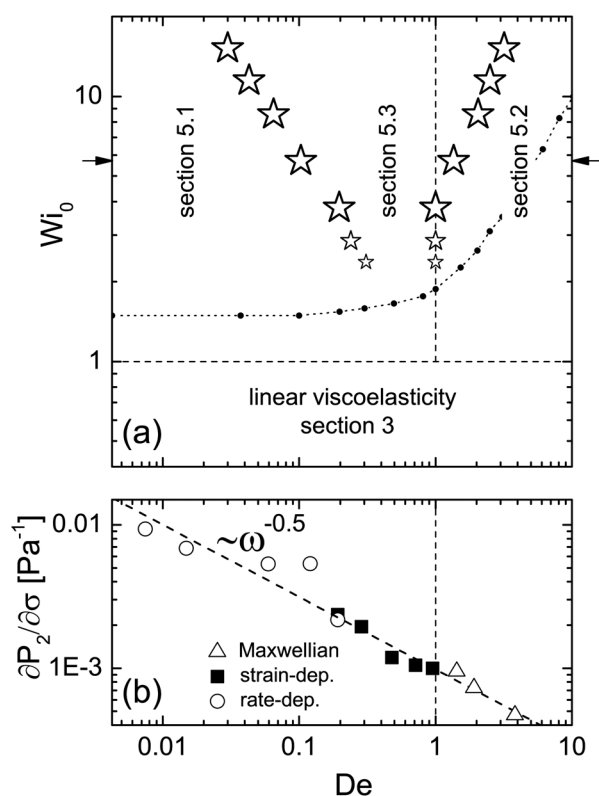 10
1
Wi₀
section 5.1
section 5.3
section 5.2
linear viscoelasticity
section 3
(a)
0.01
1E-3
∂P₂/∂σ [Pa⁻¹]
~ω⁻⁰·⁵
Maxwellian
strain-dep.
rate-dep.
(b)
0.01
0.1
1
10
De